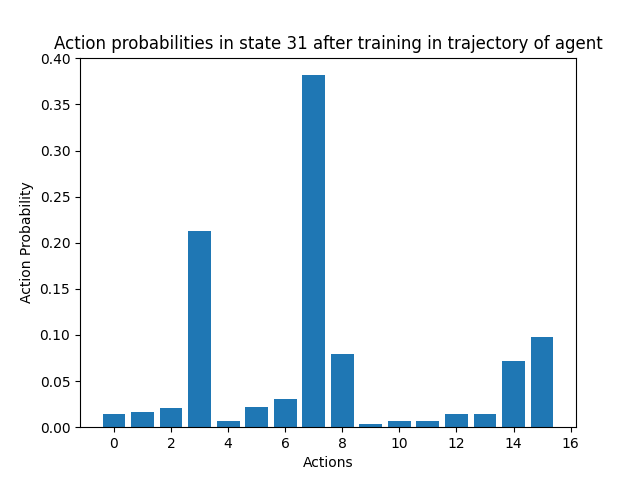 Action probabilities in state 31 after training in trajectory of agent
0.40
0.35
0.30
0.25
0.20
0.15
0.10
0.05
0.00
Action Probability
0 2 4 6 8 10 12 14 16
Actions